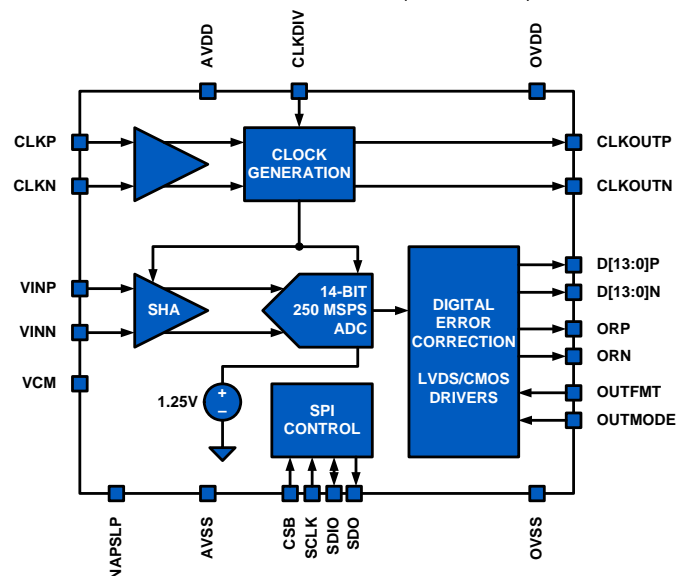 AVDD
CLKDIV
OVDD
CLKP
CLKN
CLOCK
GENERATION
CLKOUTP
CLKOUTN
VINP
VINN
VCM
SHA
14-BIT
250 MSPS
ADC
DIGITAL
ERROR
CORRECTION
LVDS/CMOS
DRIVERS
D[13:0]P
D[13:0]N
ORP
ORN
OUTFMT
OUTMODE
1.25V
+
–
SPI
CONTROL
NAPSLP
AVSS
CSB
SCLK
SDIO
SDO
OVSS